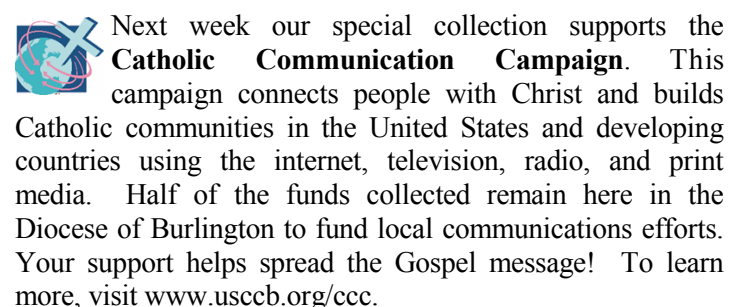 Next week our special collection supports the
Catholic Communication Campaign. This
campaign connects people with Christ and builds
Catholic communities in the United States and developing
countries using the internet, television, radio, and print
media. Half of the funds collected remain here in the
Diocese of Burlington to fund local communications efforts.
Your support helps spread the Gospel message! To learn
more, visit www.usccb.org/ccc.